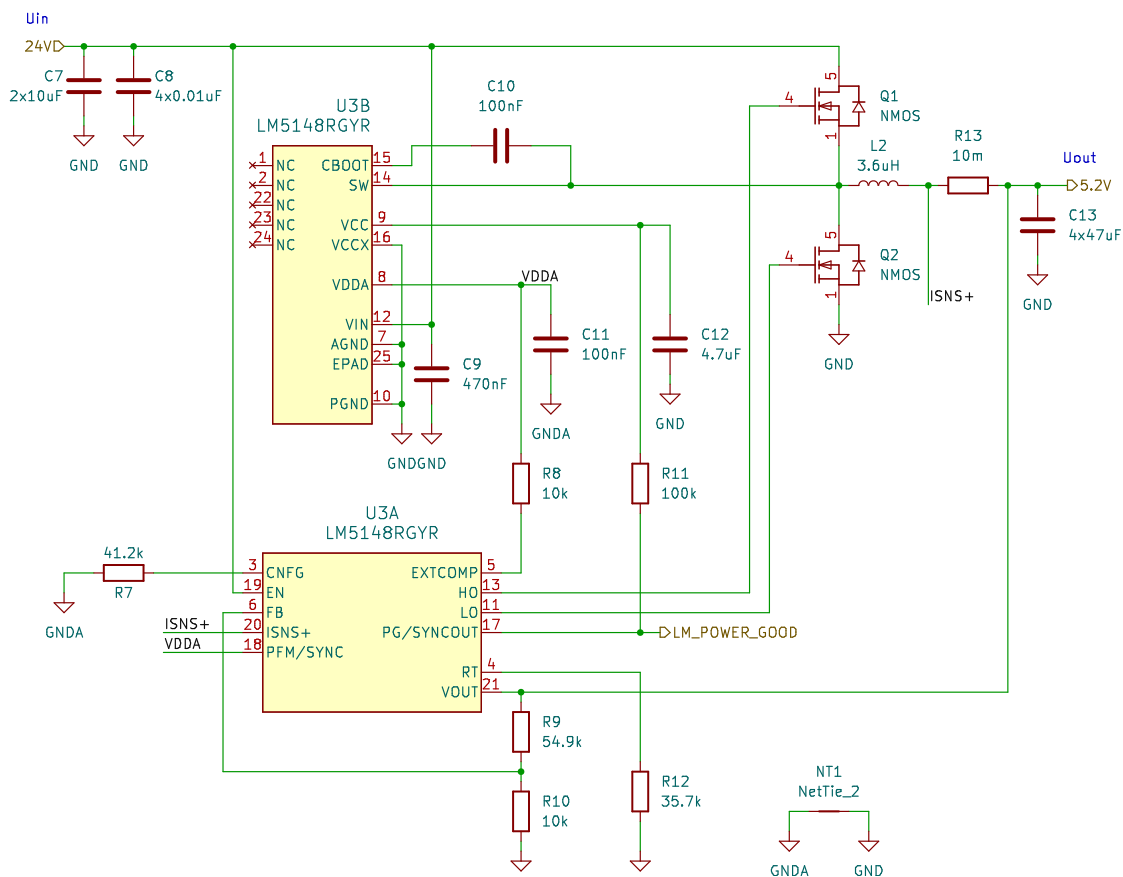 Uin
24V
C7
2x10uF
C8
4x0.01uF
GND
GND
U3B
LM5148RGYR
1
NC
2
NC
22
NC
23
NC
24
NC
CBOOT
15
SW
14
VCC
9
VCCX
16
VDDA
8
VIN
12
AGND
7
EPAD
25
PGND
10
C10
100nF
VDDA
C11
100nF
GNDA
C12
4.7uF
GND
C9
470nF
GND
GND
5
4
1
Q1
NMOS
L2
3.6uH
R13
10m
Uout
5.2V
C13
4x47uF
GND
5
4
1
Q2
NMOS
ISNS+
GND
R8
10k
R11
100k
U3A
LM5148RGYR
41.2k
R7
GNDA
3
CNFG
19
EN
6
FB
ISNS+
20
ISNS+
VDDA
18
PFM/SYNC
EXTCOMP
5
HO
13
LO
11
PG/SYNCOUT
17
LM_POWER_GOOD
RT
4
VOUT
21
R9
54.9k
R10
10k
R12
35.7k
NT1
NetTie_2
GNDA
GND